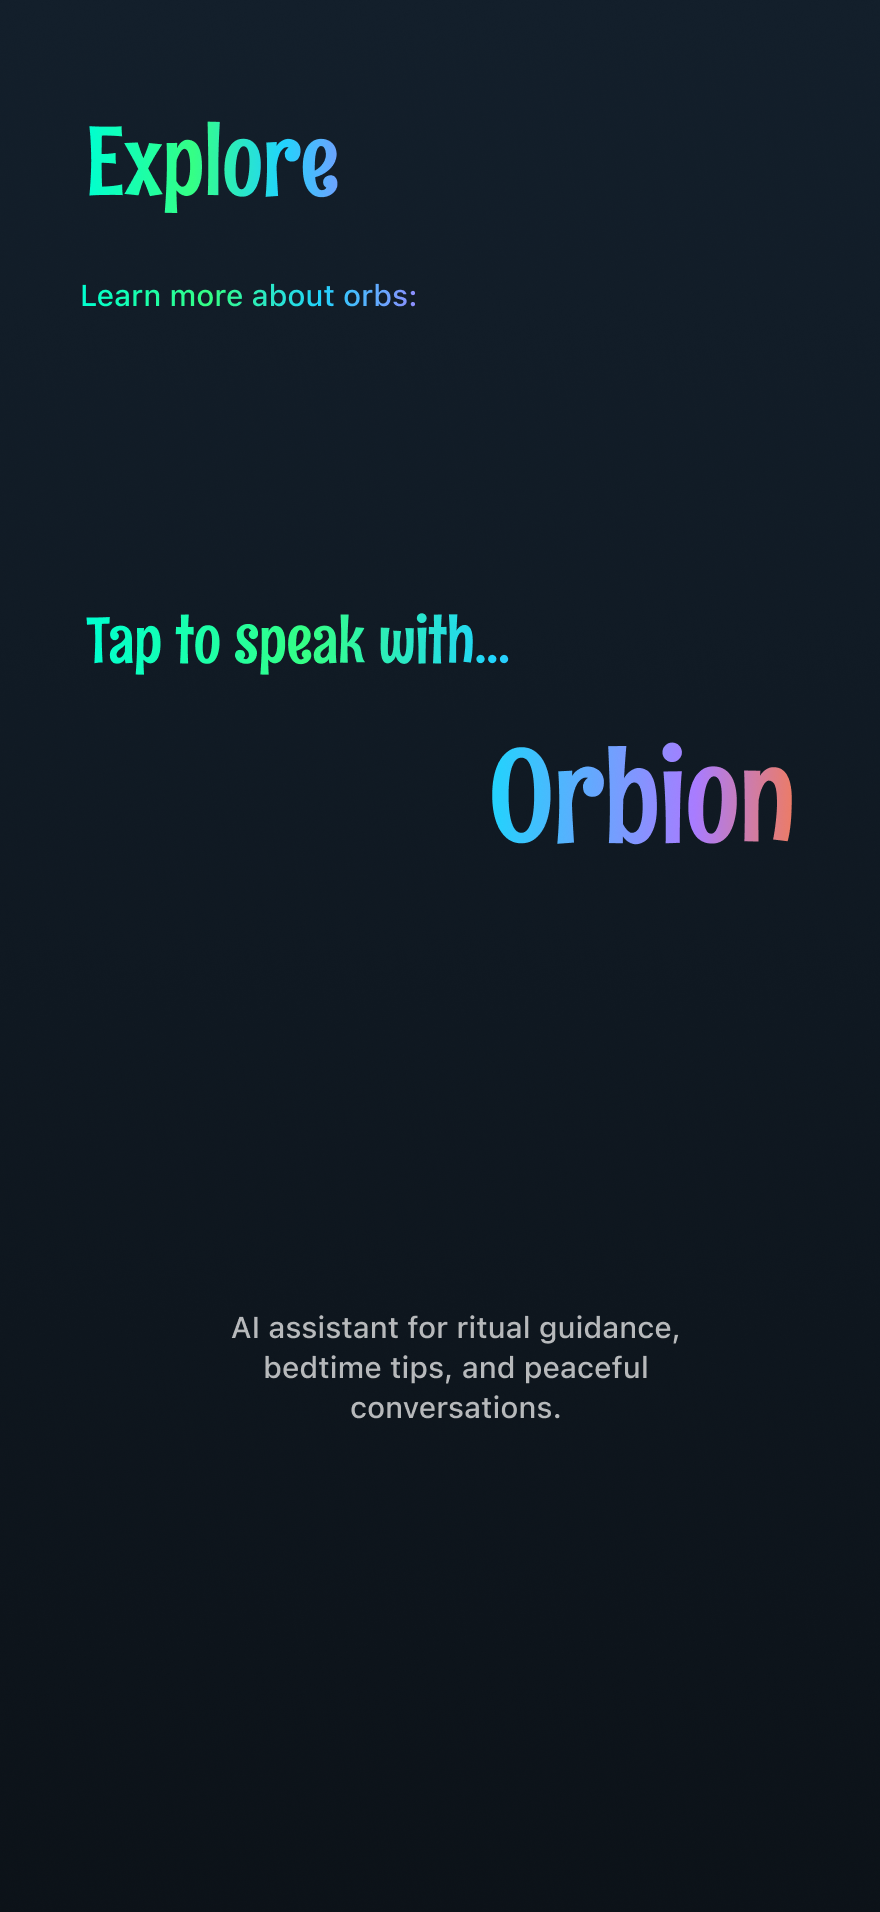 Explore
Learn more about orbs:
Tap to speak with...
Orbion
AI assistant for ritual guidance,
bedtime tips, and peaceful
conversations.